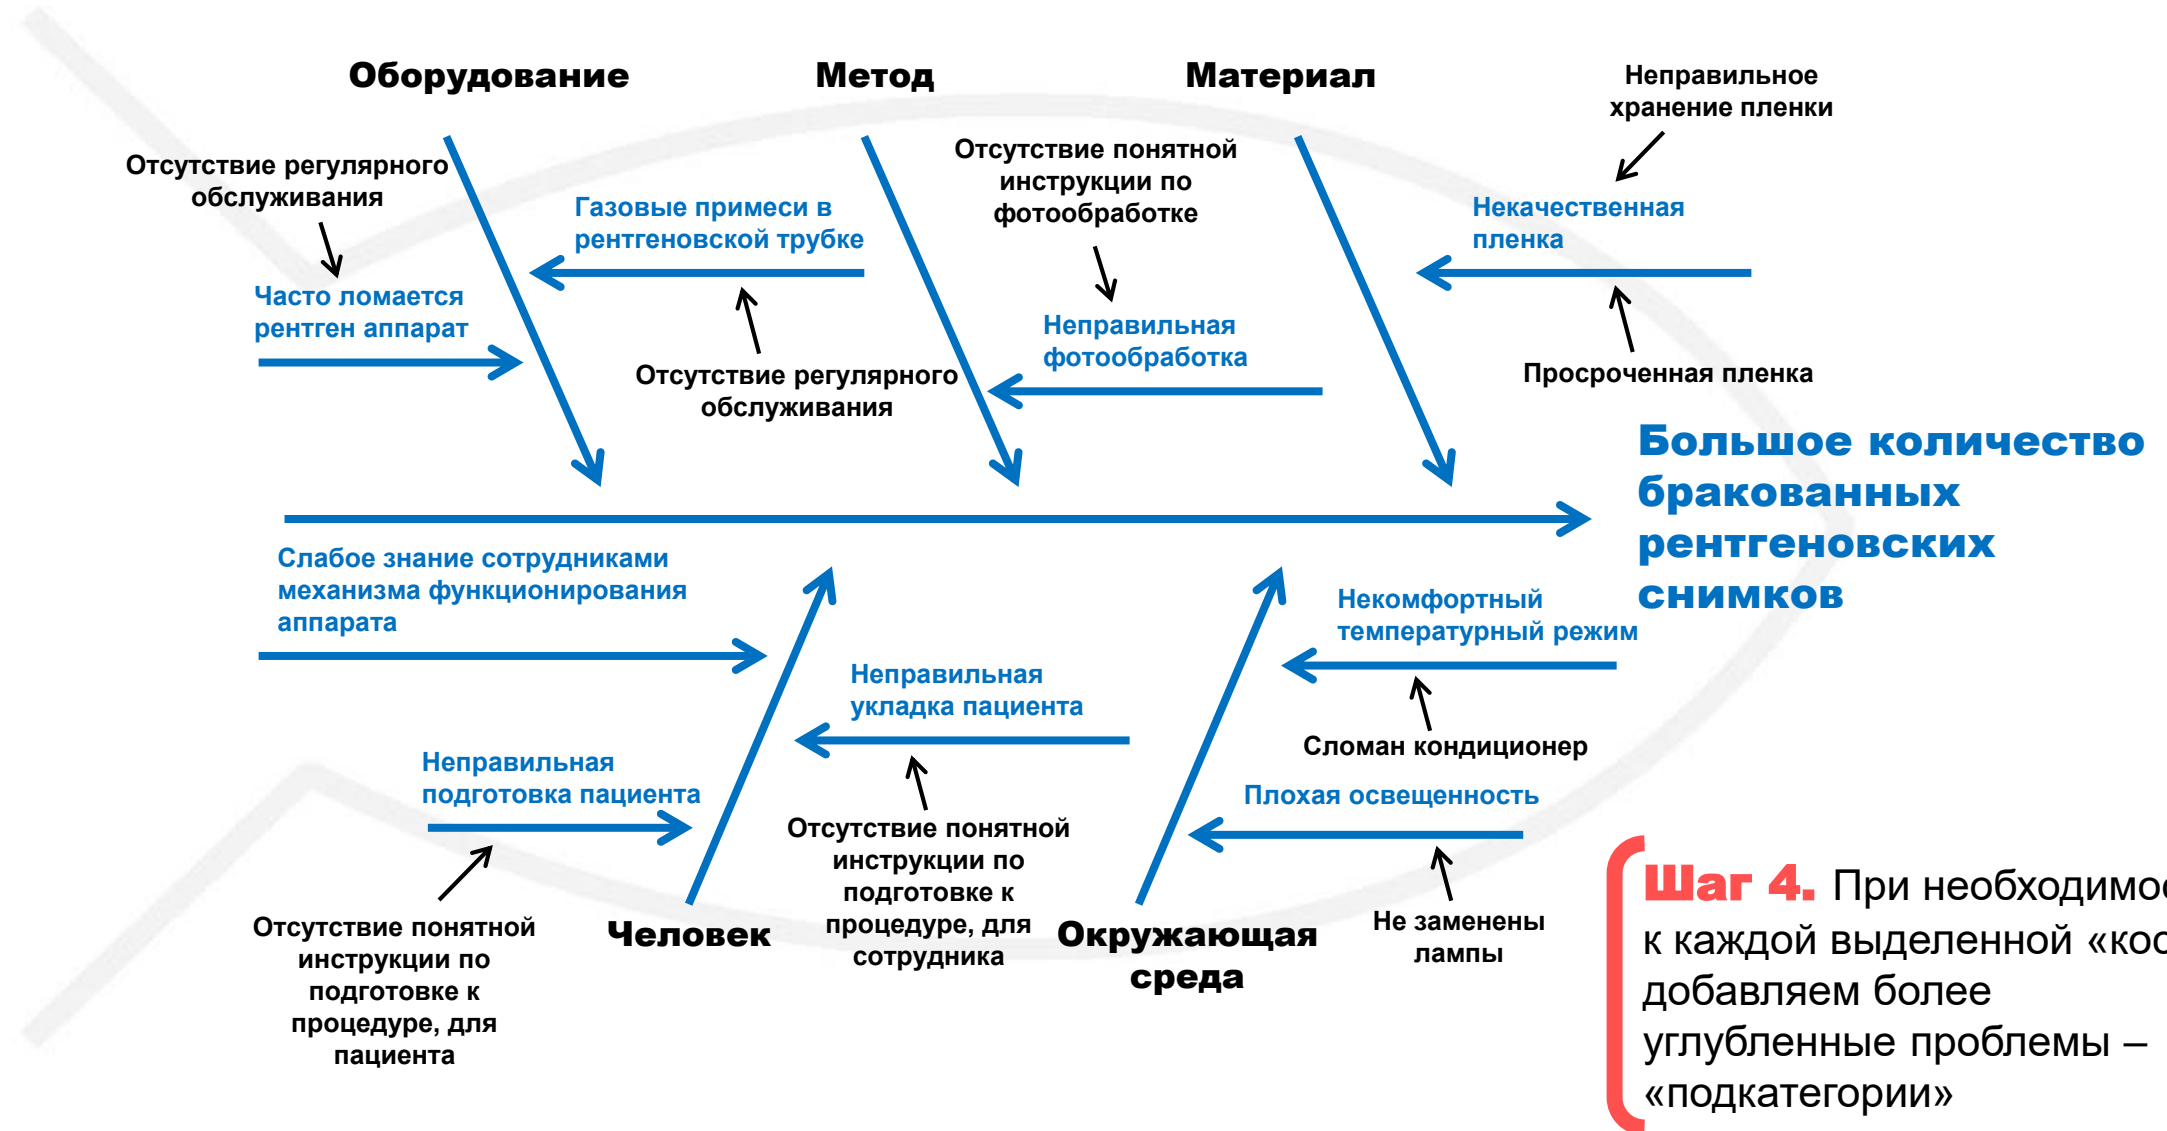 Оборудование
Метод
Материал
Неправильное
хранение пленки
Отсутствие регулярного
обслуживания
Газовые примеси в
рентгеновской трубке
Отсутствие понятной
инструкции по
фотообработке
Некачественная
пленка
Часто ломается
рентген аппарат
Отсутствие регулярного
обслуживания
Неправильная
фотообработка
Просроченная пленка
Большое количество
бракованных
рентгеновских
снимков
Слабое знание сотрудниками
механизма функционирования
аппарата
Неправильная
укладка пациента
Некомфортный
температурный режим
Сломан кондиционер
Неправильная
подготовка пациента
Плохая освещенность
Отсутствие понятной
инструкции по
подготовке к
процедуре, для
пациента
Человек
Отсутствие понятной
инструкции по
подготовке к
процедуре, для
сотрудника
Окружающая
среда
Не заменены
лампы
Шаг 4. При
к каждой выделенной
добавляем более
углубленные проблемы –
«подкатегории»